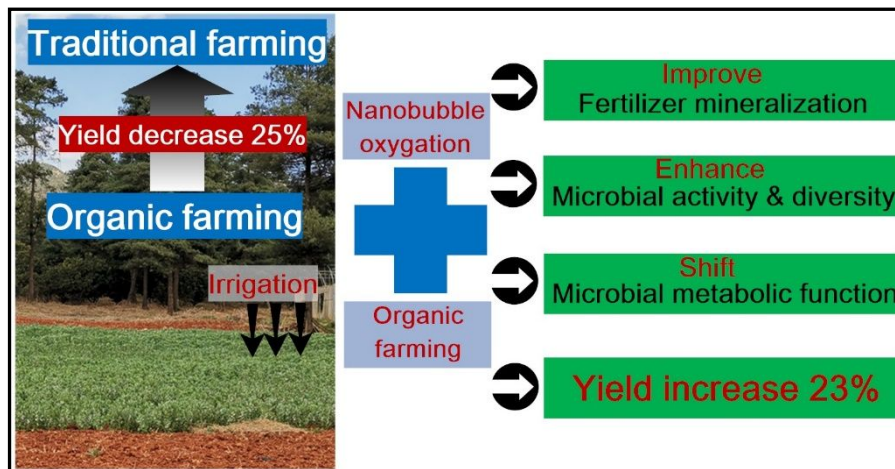 Traditional farming
Yield decrease 25%
Organic farming
Irrigation
Nanobubble
oxygation
Organic
farming
Improve
Fertilizer mineralization
Enhance
Microbial activity & diversity
Shift
Microbial metabolic function
Yield increase 23%